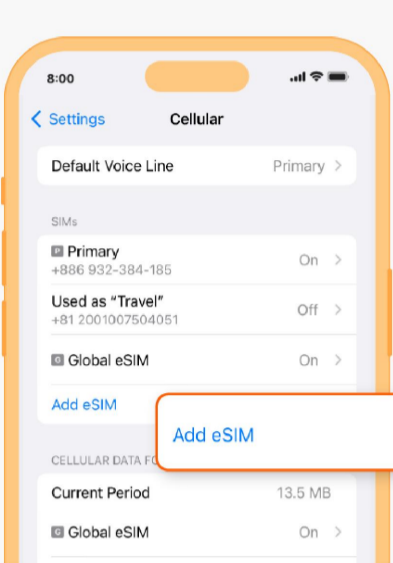 8:00
Settings
Cellular
Default Voice Line Primary
SIMs
P Primary
+886 932-384-185
On
Used as “Travel”
+81 2001007504051
Off
G Global eSIM On
Add eSIM
Add eSIM
CELLULAR DATA
Current Period 13.5 MB
G Global eSIM On